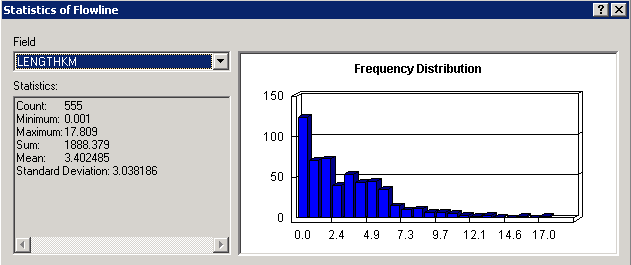 Statistics of Flowline
Field
LENGTHKM
Statistics:
Count: 555
Minimum: 0.001
Maximum: 17.809
Sum: 1888.379
Mean: 3.402485
Standard Deviation: 3.038186
Frequency Distribution
150
100
50
0
0.0 2.4 4.9 7.3 9.7 12.1 14.6 17.0